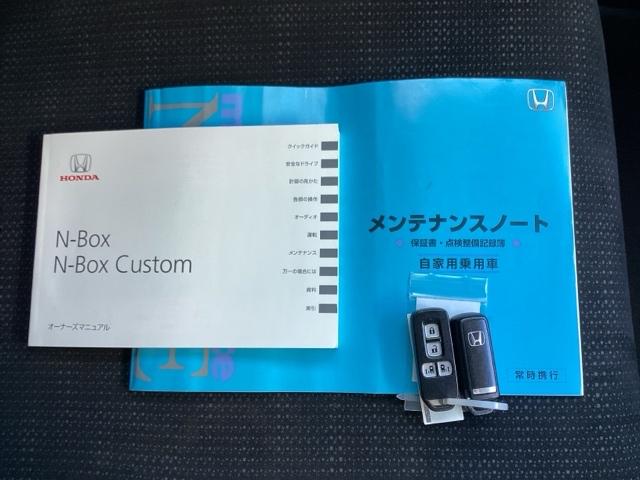 HONDA
N-Box
N-Box Custom
オーナーズマニュアル
クイックガイド
安全なドライブ
計器の見かた
各部の操作
オーディオ
運転
メンテナンス
万一の場合には
資料
索引
メンテナンスノート
保証書・点検整備記録簿
自家用乗用車
常時携行